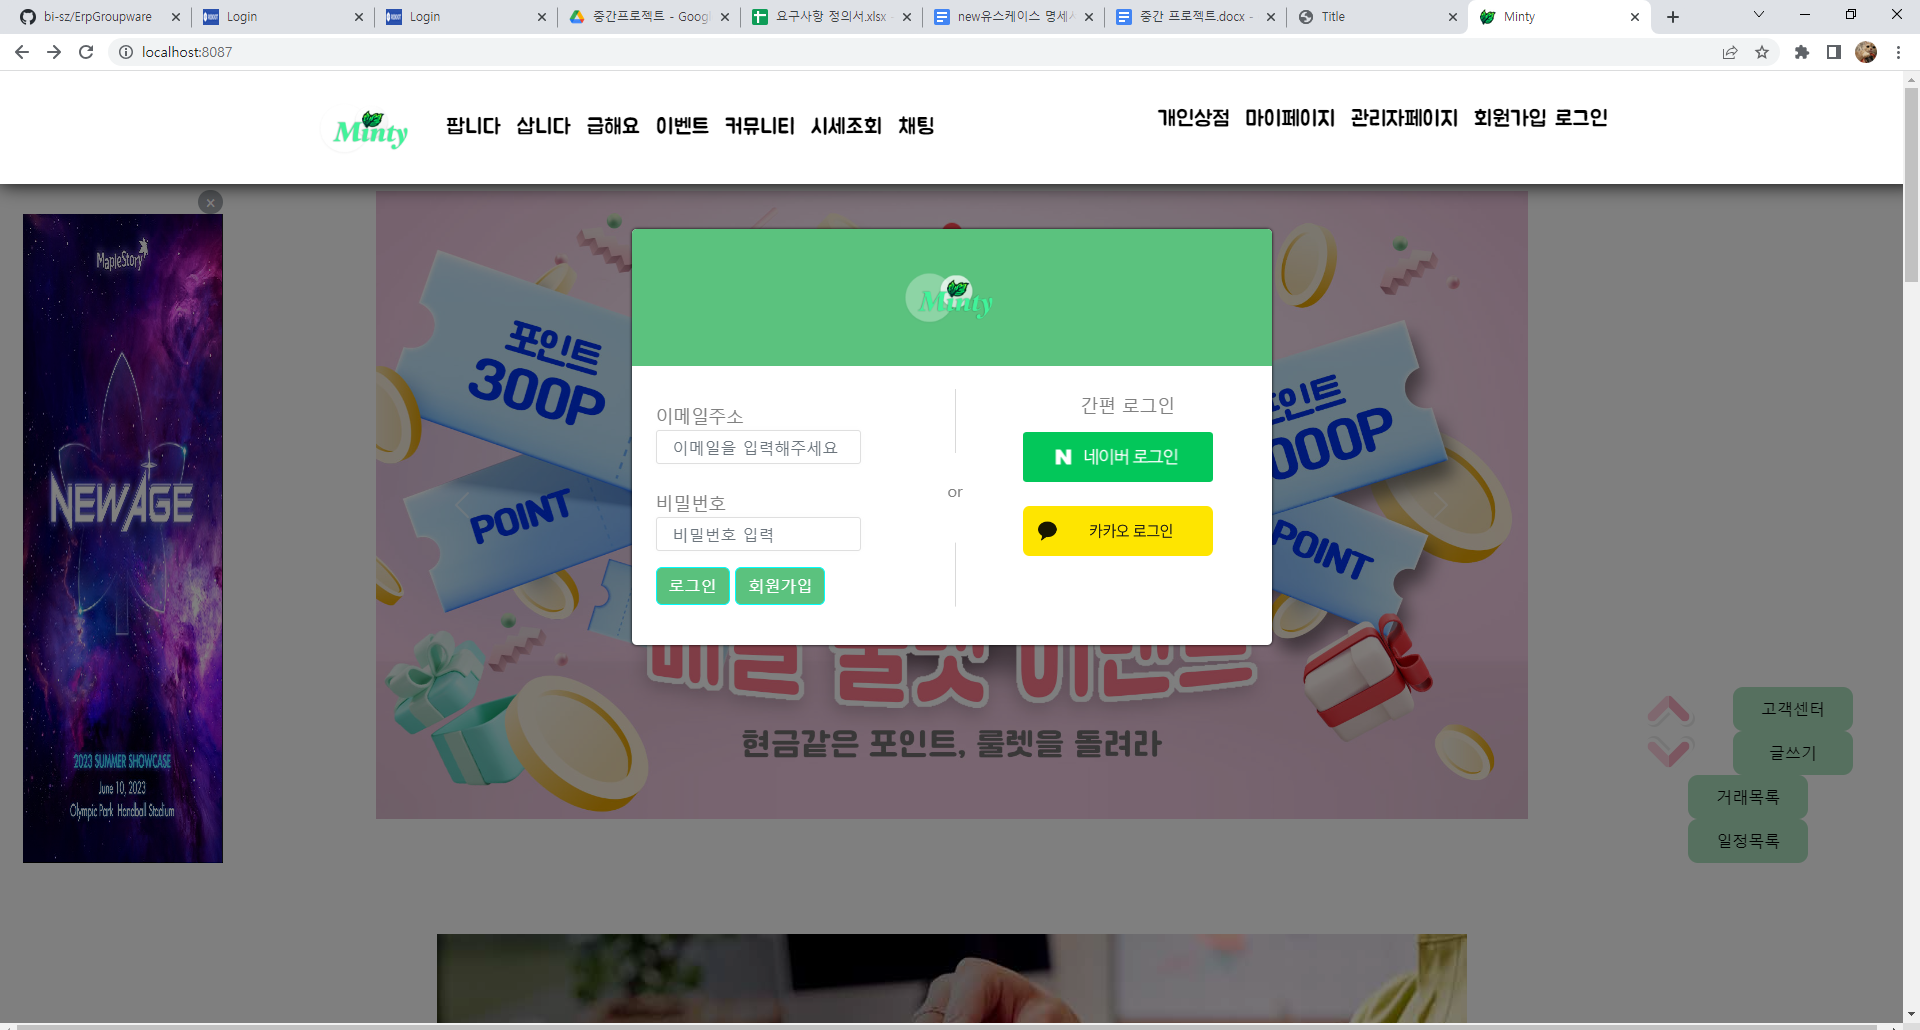 bi-sz/ErpGroupware
Login
Login
중간프로젝트 - Goog
요구사항 정의서.xlsx -
new유스케이스 명세
중간 프로젝트.docx -
Title
Minty
localhost:8087
Minty
팝니다 삽니다 급해요 이벤트 커뮤니티 시세조회 채팅
개인상점 마이페이지 관리자페이지 회원가입 로그인
MapleStory
NEW AGE
2023 SUMMER SHOWCASE
June 10, 2023
Olympic Park Handball Stadium
포인트
300P
POINT
포인트
000P
POINT
매일 룰렛 이벤트
현금같은 포인트, 룰렛을 돌려라
Minty
이메일주소
이메일을 입력해주세요
비밀번호
비밀번호 입력
로그인 회원가입
or
간편 로그인
N 네이버 로그인
카카오 로그인
고객센터
글쓰기
거래목록
일정목록